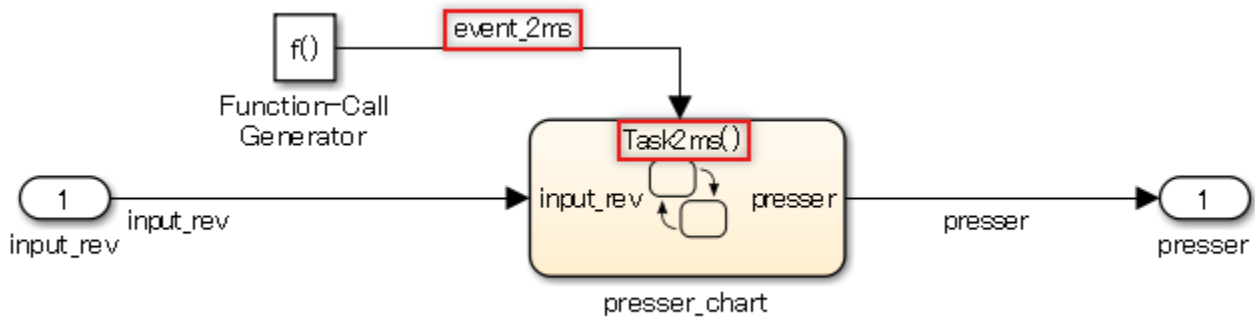 event_2ms
f()
Function-Call
Generator
Task2ms()
1
input_rev
input_rev
input_rev
presser
presser
1
presser
presser_chart